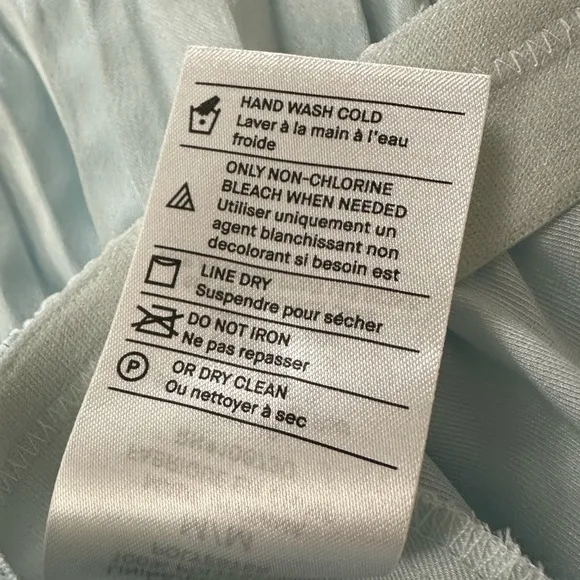 HAND WASH COLD
Laver à la main à l'eau
froide
ONLY NON-CHLORINE
BLEACH WHEN NEEDED
Utiliser uniquement un
agent blanchissant non
decolorant si besoin est
LINE DRY
Suspendre pour sécher
DO NOT IRON
Ne pas repasser
P
OR DRY CLEAN
Ou nettoyer à sec